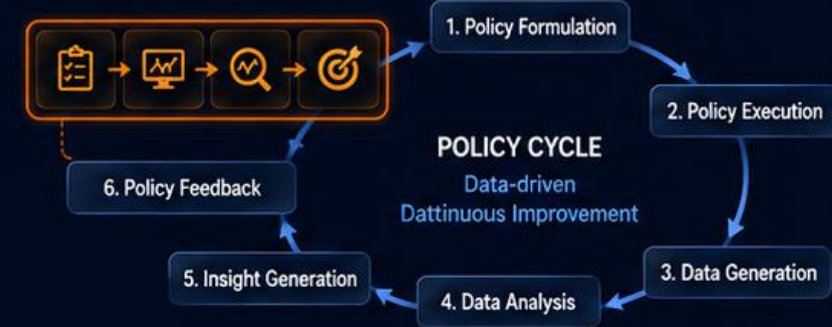 1. Policy Formulation
2. Policy Execution
POLICY CYCLE
Data-driven
Dattinuous Improvement
6. Policy Feedback
5. Insight Generation
3. Data Generation
4. Data Analysis